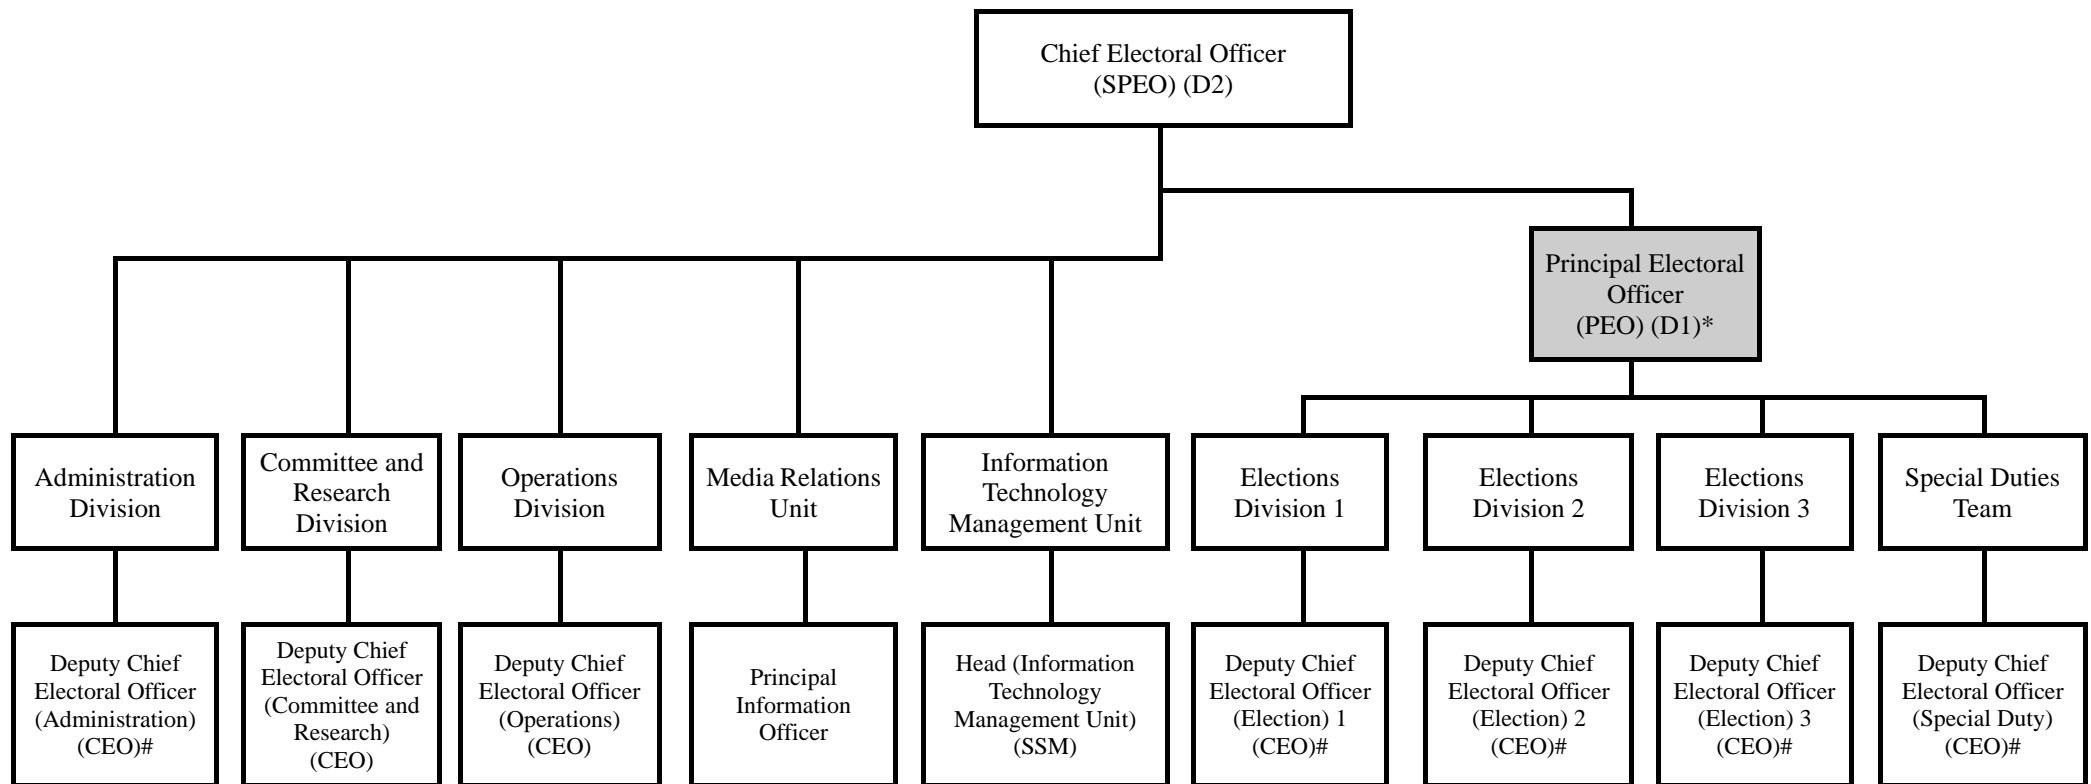 Chief Electoral Officer
(SPEO) (D2)
Principal Electoral
Officer
(PEO) (D1)*
Administration
Division
Committee and
Research
Division
Operations
Division
Media Relations
Unit
Information
Technology
Management Unit
Elections
Division 1
Elections
Division 2
Elections
Division 3
Special Duties
Team
Deputy Chief
Electoral Officer
(Administration)
(CEO)#
Deputy Chief
Electoral Officer
(Committee and
Research)
(CEO)
Deputy Chief
Electoral Officer
(Operations)
(CEO)
Principal
Information
Officer
Head (Information
Technology
Management Unit)
(SSM)
Deputy Chief
Electoral Officer
(Election) 1
(CEO)#
Deputy Chief
Electoral Officer
(Election) 2
(CEO)#
Deputy Chief
Electoral Officer
(Election) 3
(CEO)#
Deputy Chief
Electoral Officer
(Special Duty)
(CEO)#